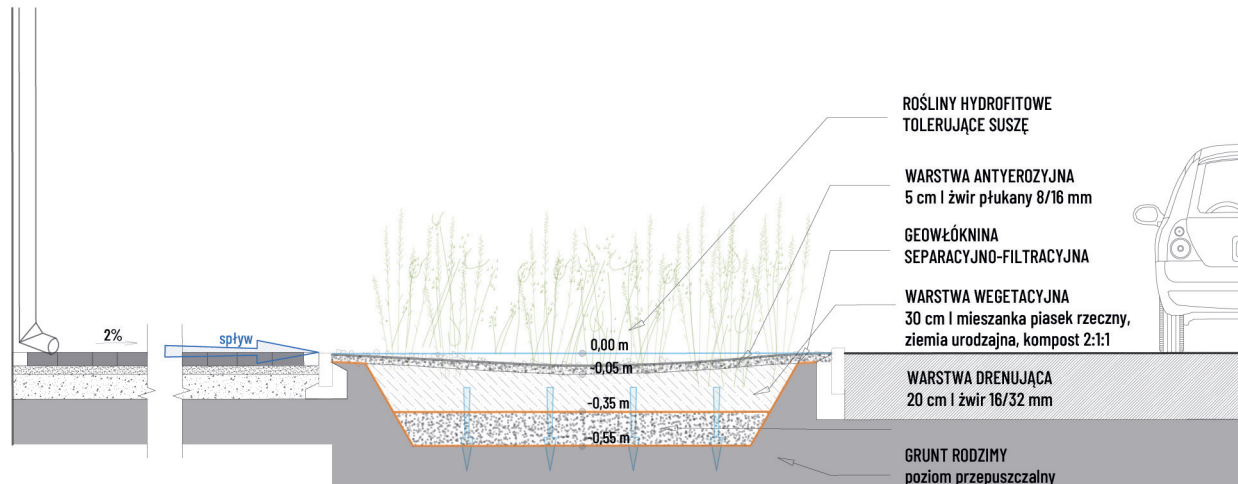 ROŚLINY HYDROFITOWE
TOLERUJĄCE SUSZĘ
WARSTWA ANTYEROZYJNA
5 cm I żwir płukany 8/16 mm
GEOWŁÓKNINA
SEPARACYJNO-FILTRACYJNA
WARSTWA WEGETACYJNA
30 cm I mieszanka piasek rzeczny,
ziemia urodzajna, kompost 2:1:1
2%
spływ
0,00 m
-0,05 m
-0,35 m
-0,55 m
WARSTWA DRENUJĄCA
20 cm I żwir 16/32 mm
GRUNT RODZIMY
poziom przepuszczalny